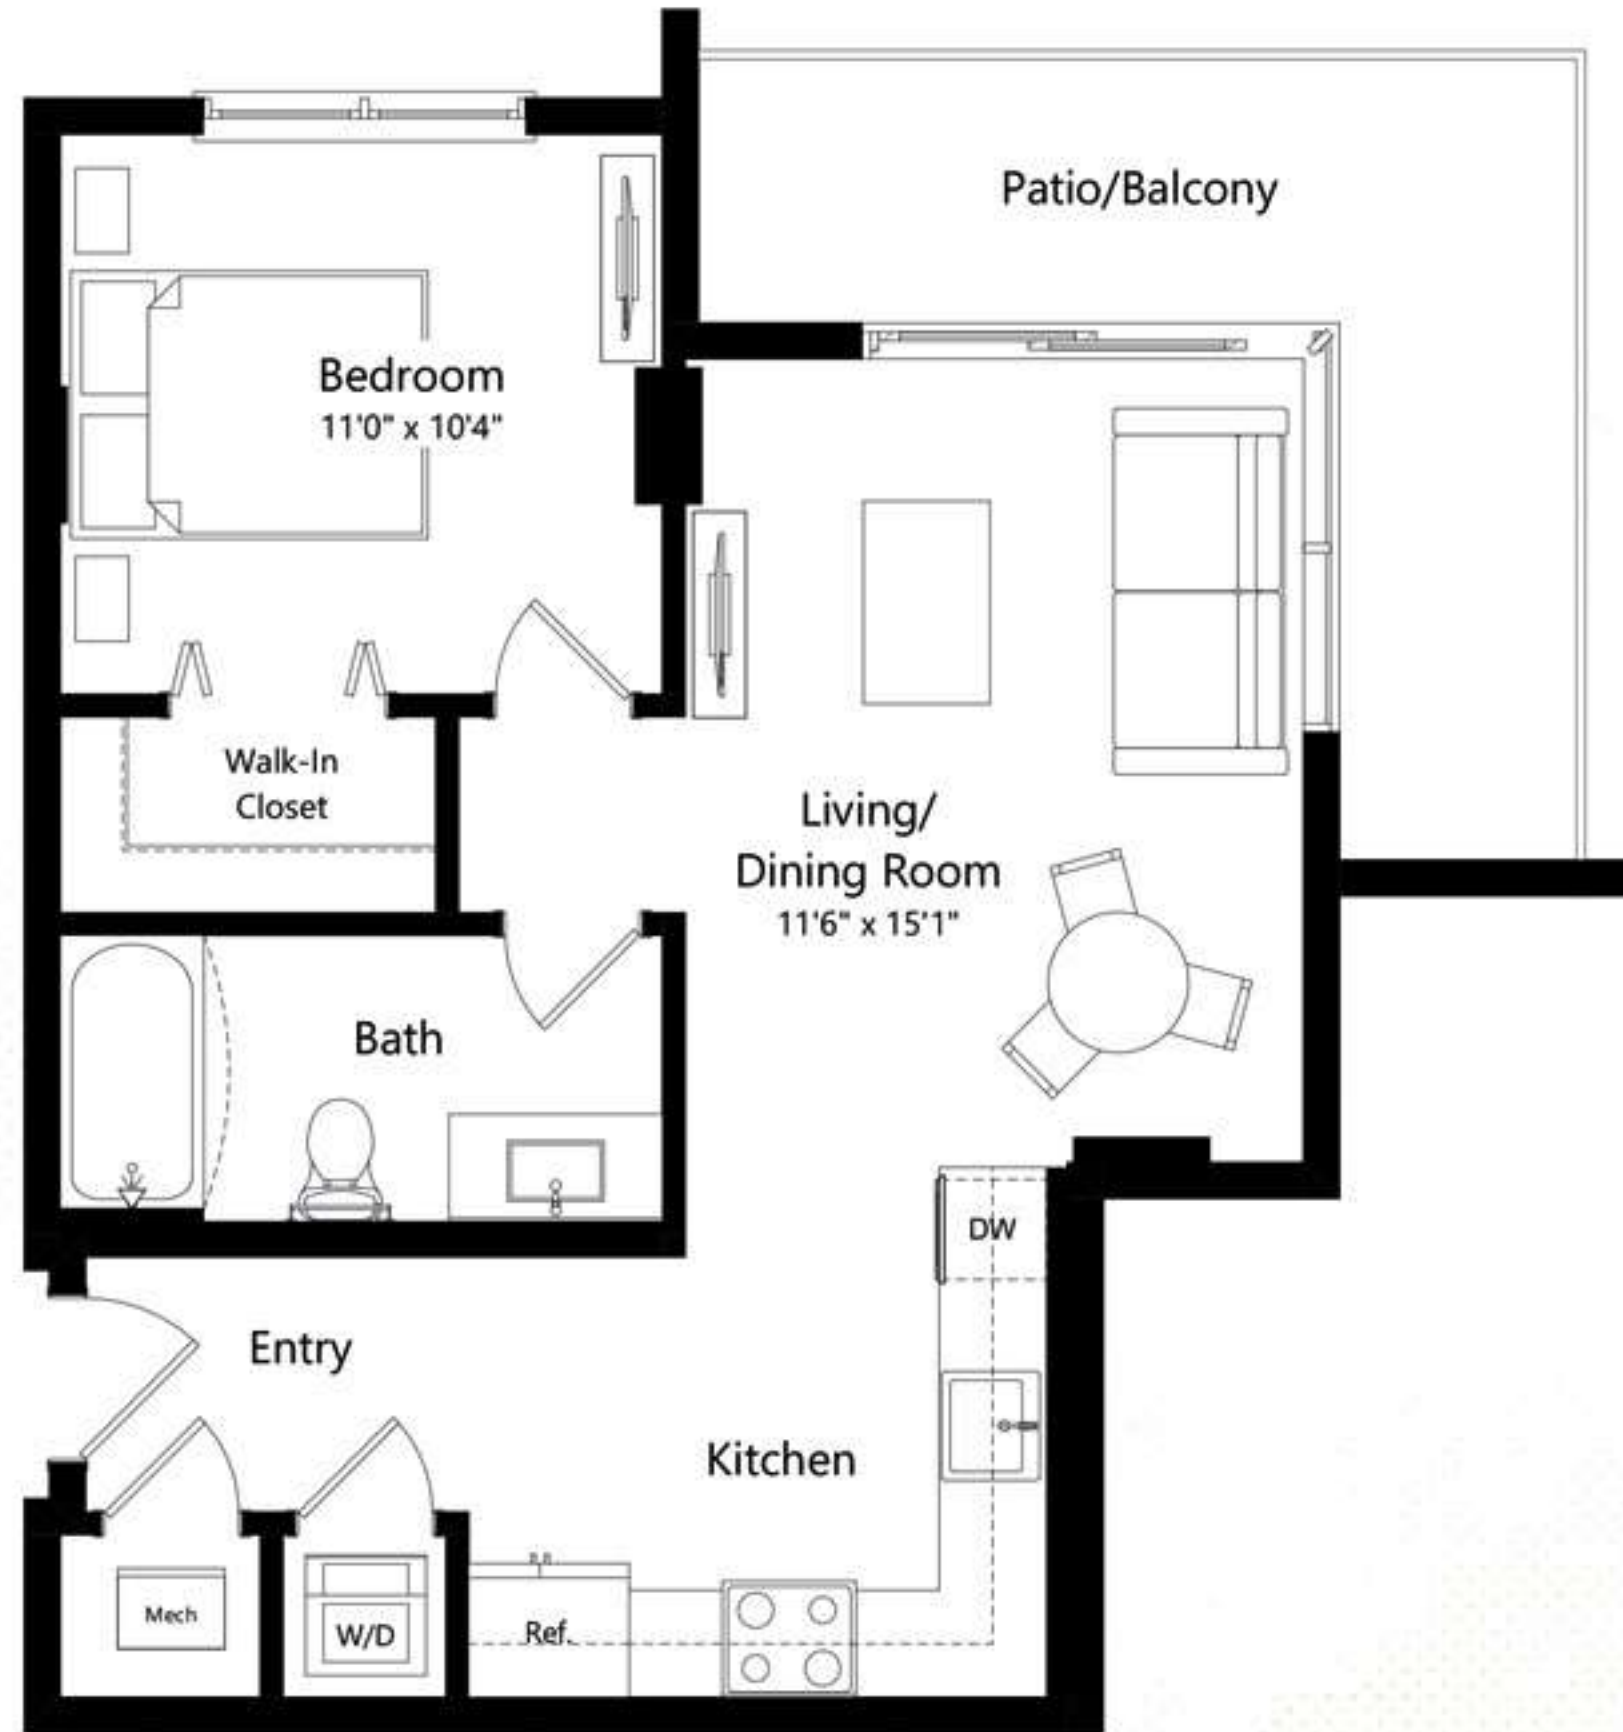 Patio/Balcony
Bedroom
11'0" x 10'4"
Walk-In
Closet
Living/
Dining Room
11'6" x 15'1"
Bath
DW
Entry
Kitchen
Mech
W/D
Ref.